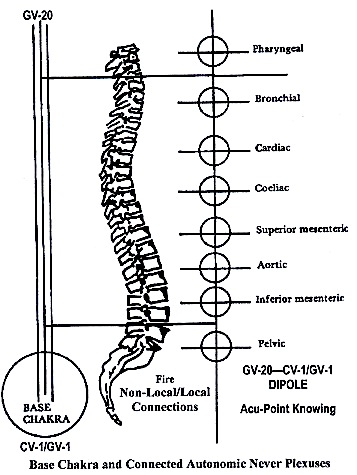 GV-20
Pharyngeal
Bronchial
Cardiac
Coeliac
Superior mesenteric
Aortic
Inferior mesenteric
Pelvic
Fire
Non-Local/Local
Connections
GV-20—CV-1/GV-1
DIPOLE
Acu-Point Knowing
BASE
CHAKRA
CV-1/GV-1
Base Chakra and Connected Autonomic Never Plexuses